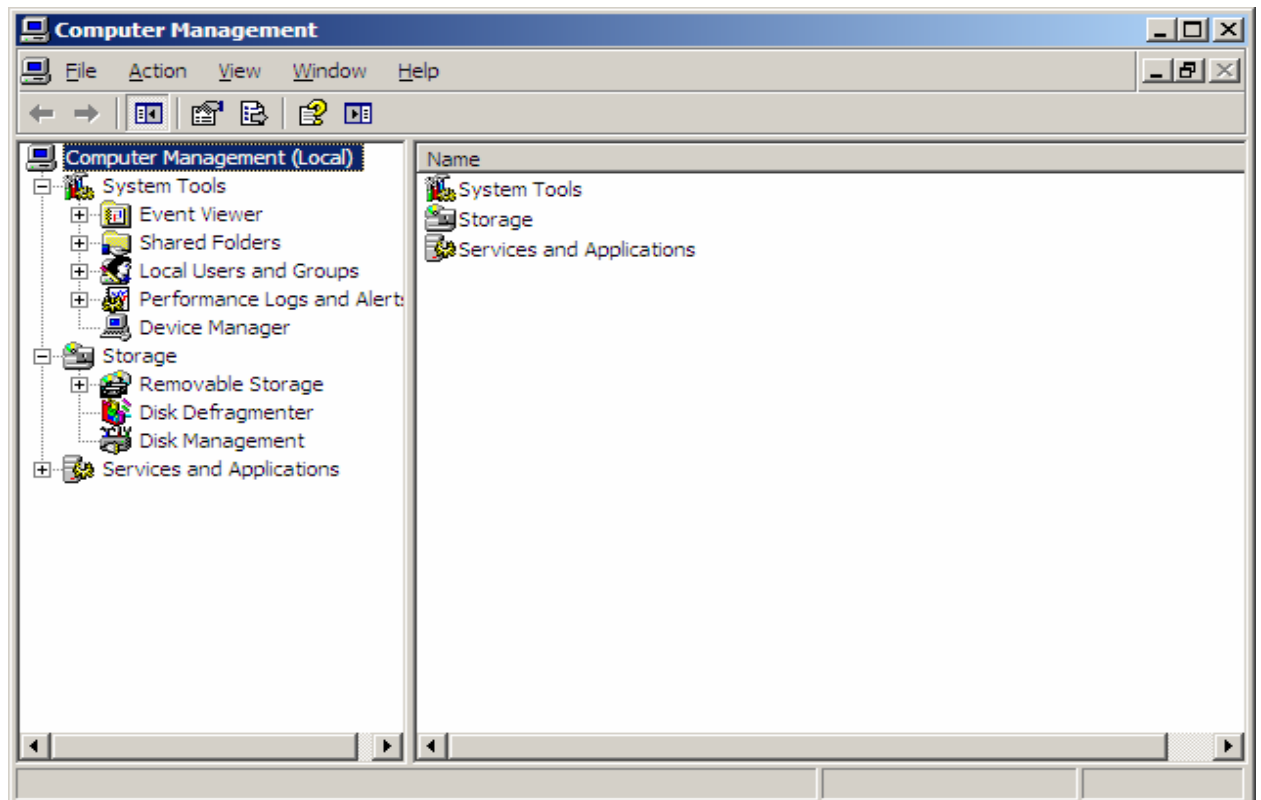 Computer Management
File Action View Window Help
Computer Management (Local)
System Tools
Event Viewer
Shared Folders
Local Users and Groups
Performance Logs and Alerts
Device Manager
Storage
Removable Storage
Disk Defragmenter
Disk Management
Services and Applications
Name
System Tools
Storage
Services and Applications